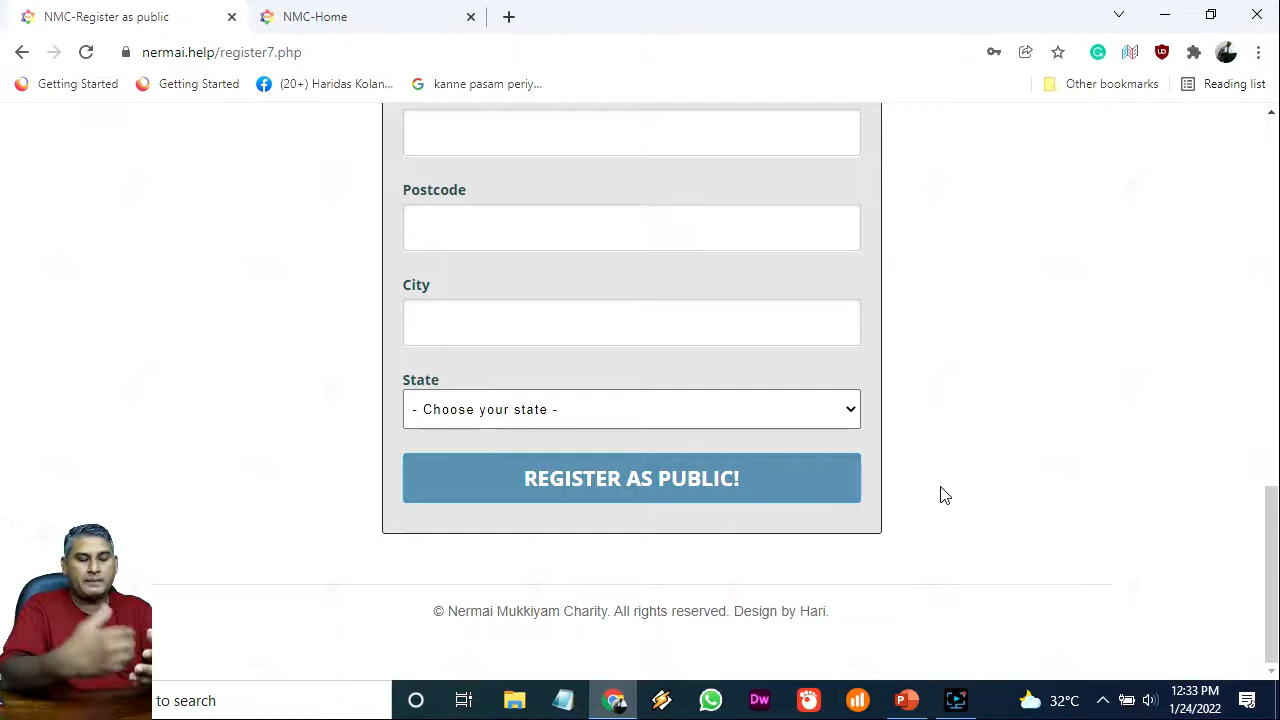 NMC-Register as public
NMC-Home
nermai.help/register7.php
Getting Started
Getting Started
(20+) Haridas Kolan...
kanne pasam periy...
Other bookmarks
Reading list
Postcode
City
State
- Choose your state -
REGISTER AS PUBLIC!
© Nermai Mukkiyam Charity. All rights reserved. Design by Hari.
to search
Dw
32°C
12:33 PM
1/24/2022